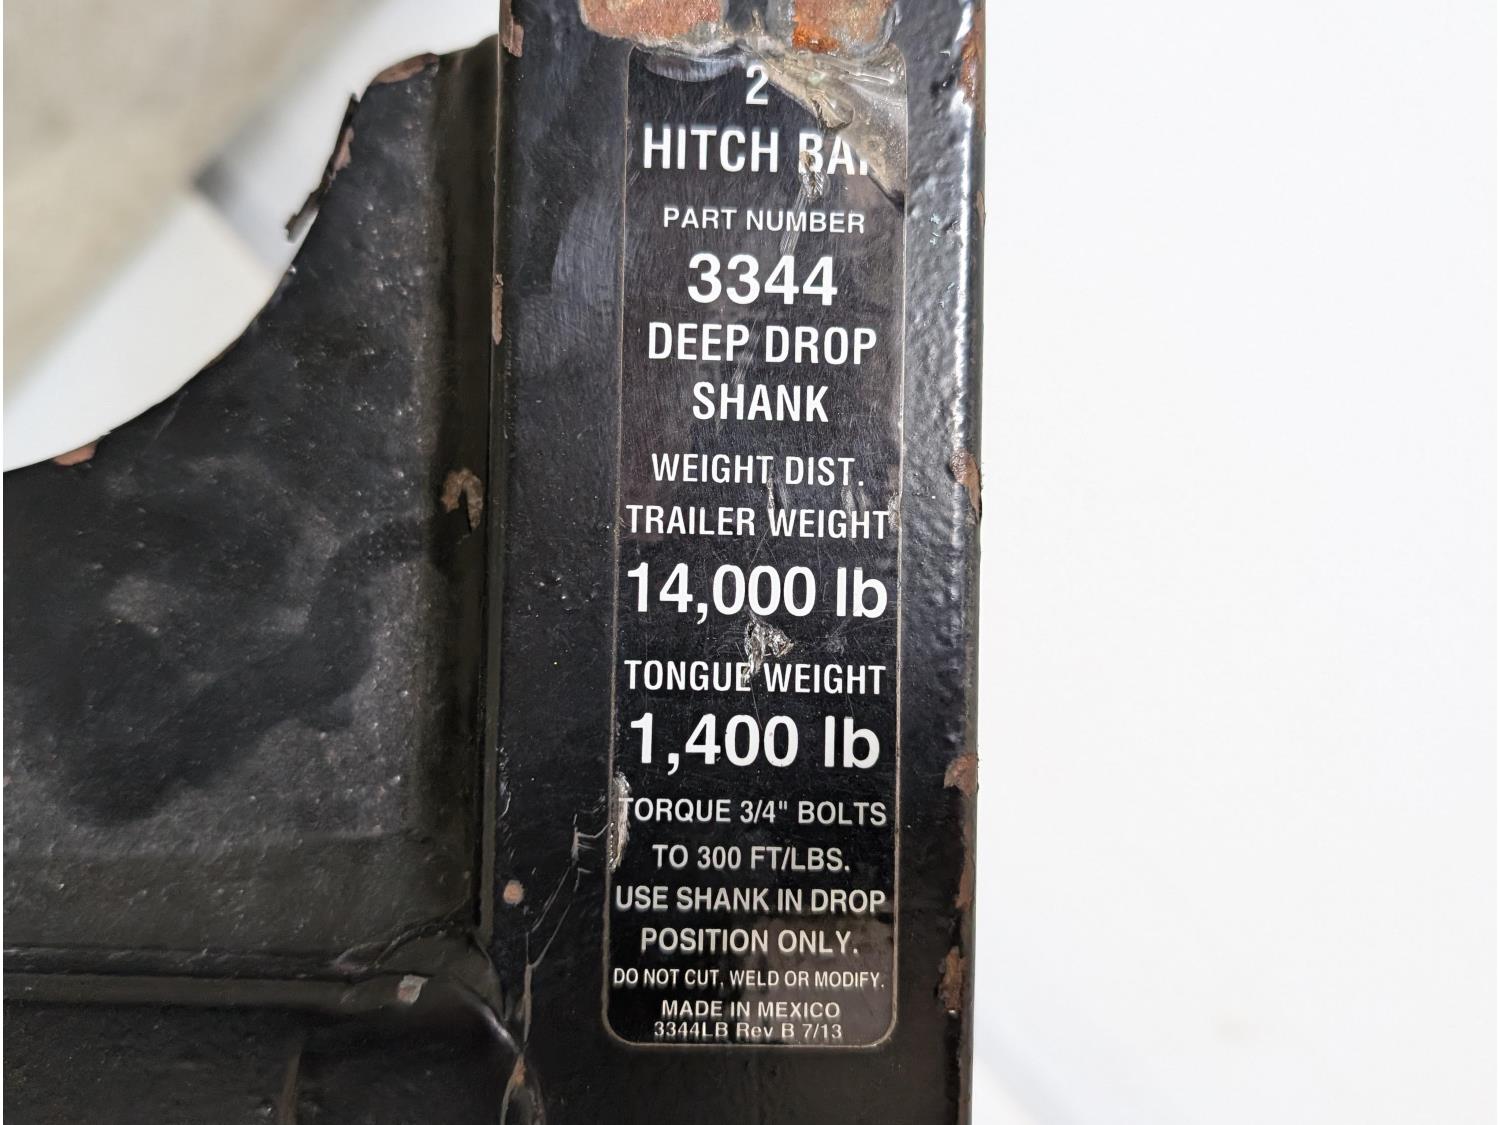 2
HITCH BAR
PART NUMBER
3344
DEEP DROP
SHANK
WEIGHT DIST.
TRAILER WEIGHT
14,000 lb
TONGUE WEIGHT
1,400 lb
TORQUE 3/4" BOLTS
TO 300 FT/LBS.
USE SHANK IN DROP
POSITION ONLY.
DO NOT CUT, WELD OR MODIFY.
MADE IN MEXICO
3344LB Rev B 7/13